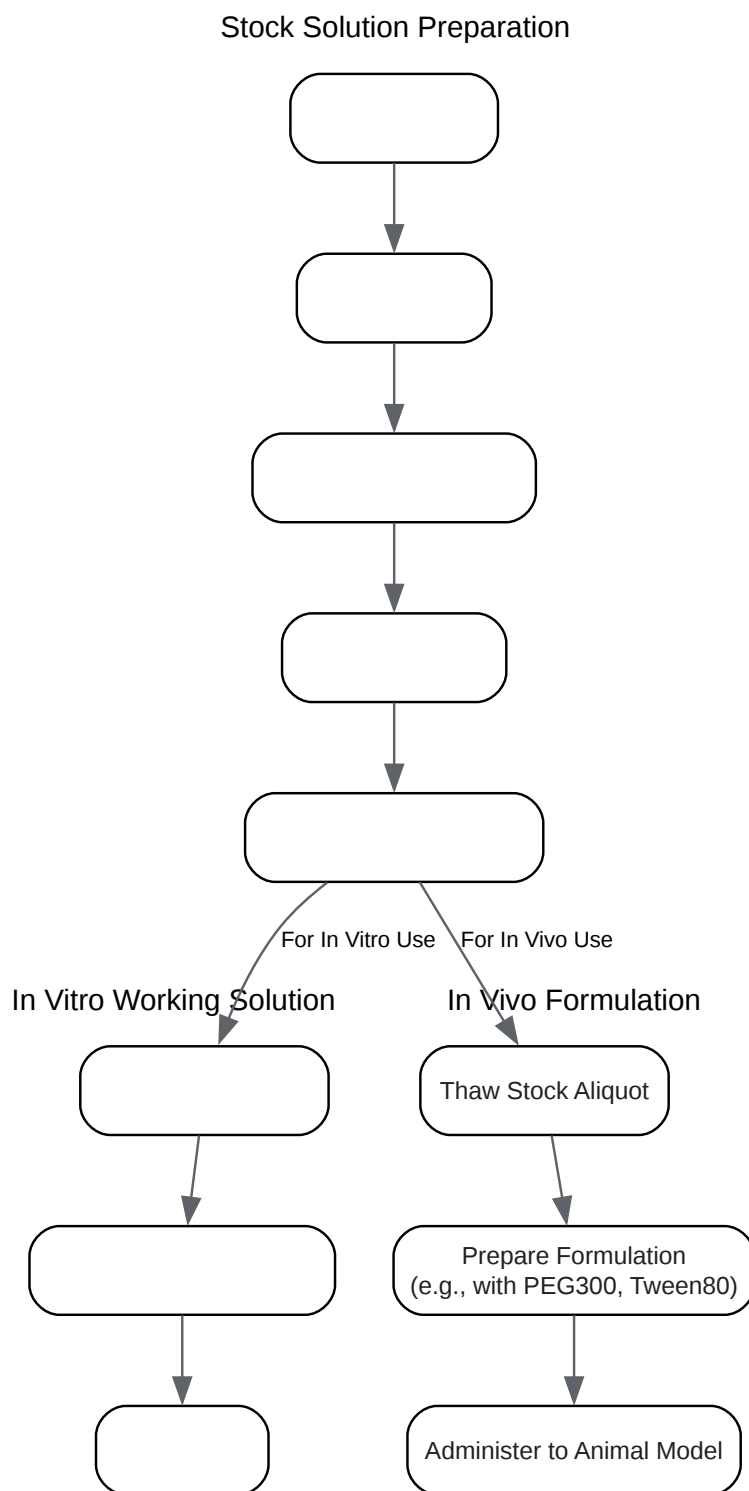 Stock Solution Preparation
For In Vitro Use
For In Vivo Use
In Vitro Working Solution
In Vivo Formulation
Thaw Stock Aliquot
Prepare Formulation
(e.g., with PEG300, Tween80)
Administer to Animal Model